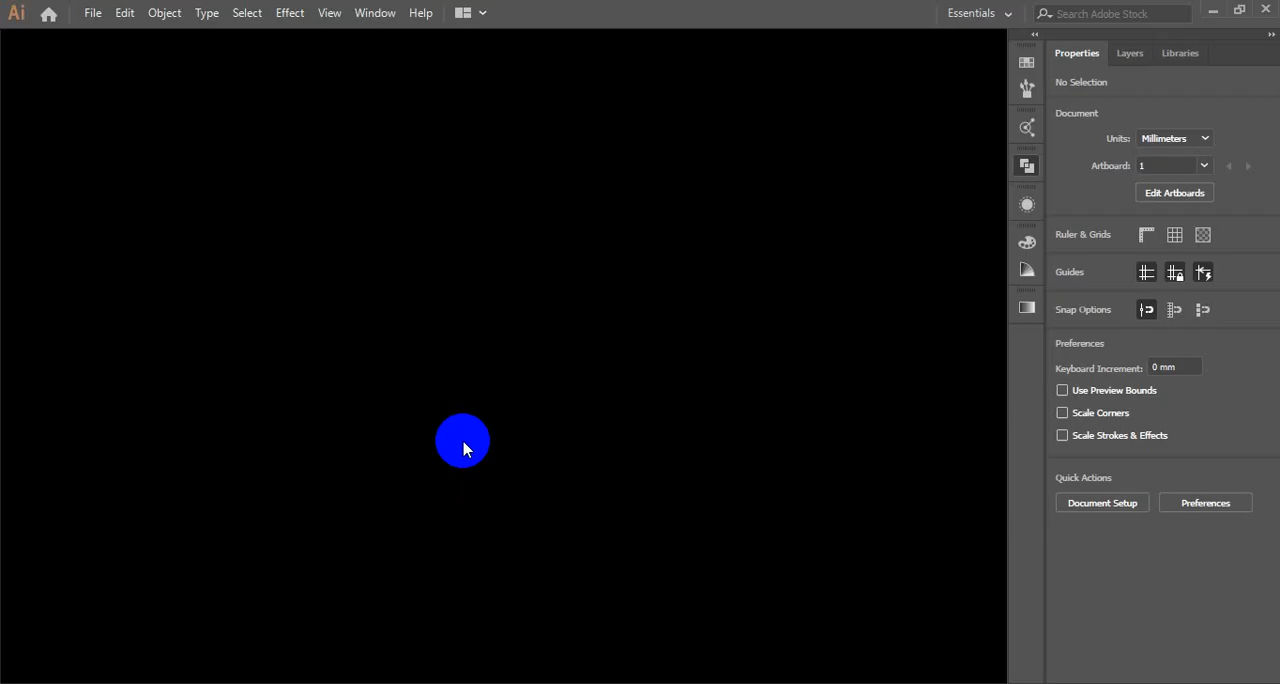 Ai File Edit Object Type Select Effect View Window Help Essentials Search Adobe Stock
Properties Layers Libraries
No Selection
Document
Units: Millimeters
Artboard: 1
Edit Artboards
Ruler & Grids
Guides
Snap Options
Preferences
Keyboard Increment: 0 mm
Use Preview Bounds
Scale Corners
Scale Strokes & Effects
Quick Actions
Document Setup Preferences